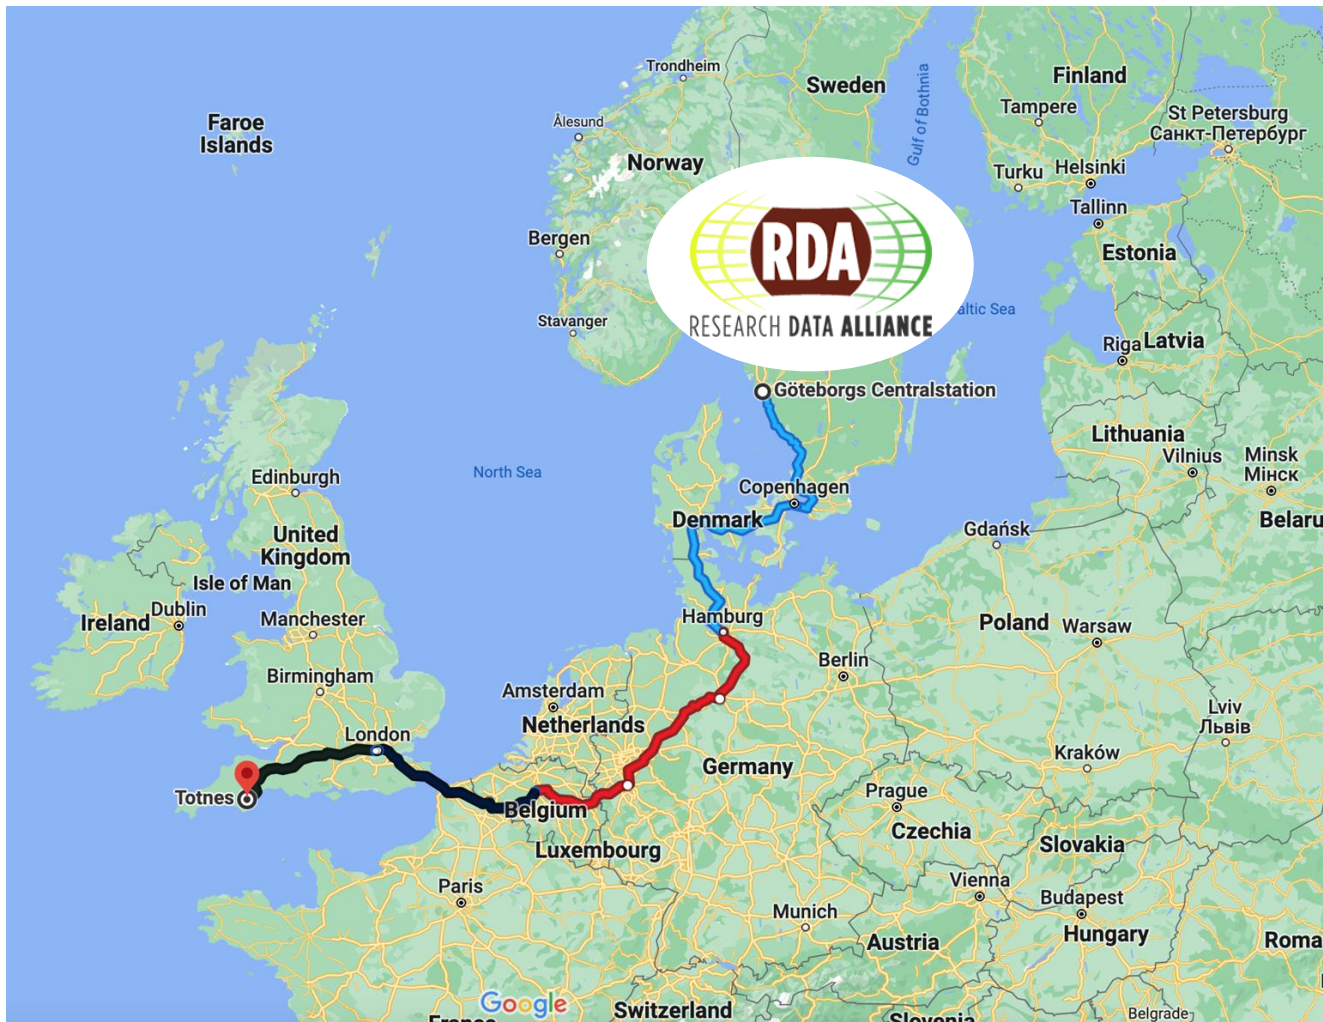 Trondheim
Sweden
Finland
Gulf of Bothnia
Tampere
St Petersburg
Санкт-Петербург
Faroe
Islands
Ålesund
Norway
Turku
Helsinki
Tallinn
Bergen
Estonia
RDA
RESEARCH DATA ALLIANCE
altic Sea
Stavanger
Riga
Latvia
Göteborgs Centralstation
Lithuania
Vilnius
Minsk
Мінск
North Sea
Edinburgh
Copenhagen
Denmark
Belaru
Gdańsk
United
Kingdom
Isle of Man
Ireland
Dublin
Manchester
Hamburg
Poland
Warsaw
Berlin
Birmingham
Amsterdam
Netherlands
London
Lviv
Львів
Kraków
Germany
Totnes
Belgium
Prague
Czechia
Slovakia
Luxembourg
Paris
Vienna
Budapest
Munich
Austria
Hungary
Roma
Google
Switzerland
France
Slovenia
Belgrade